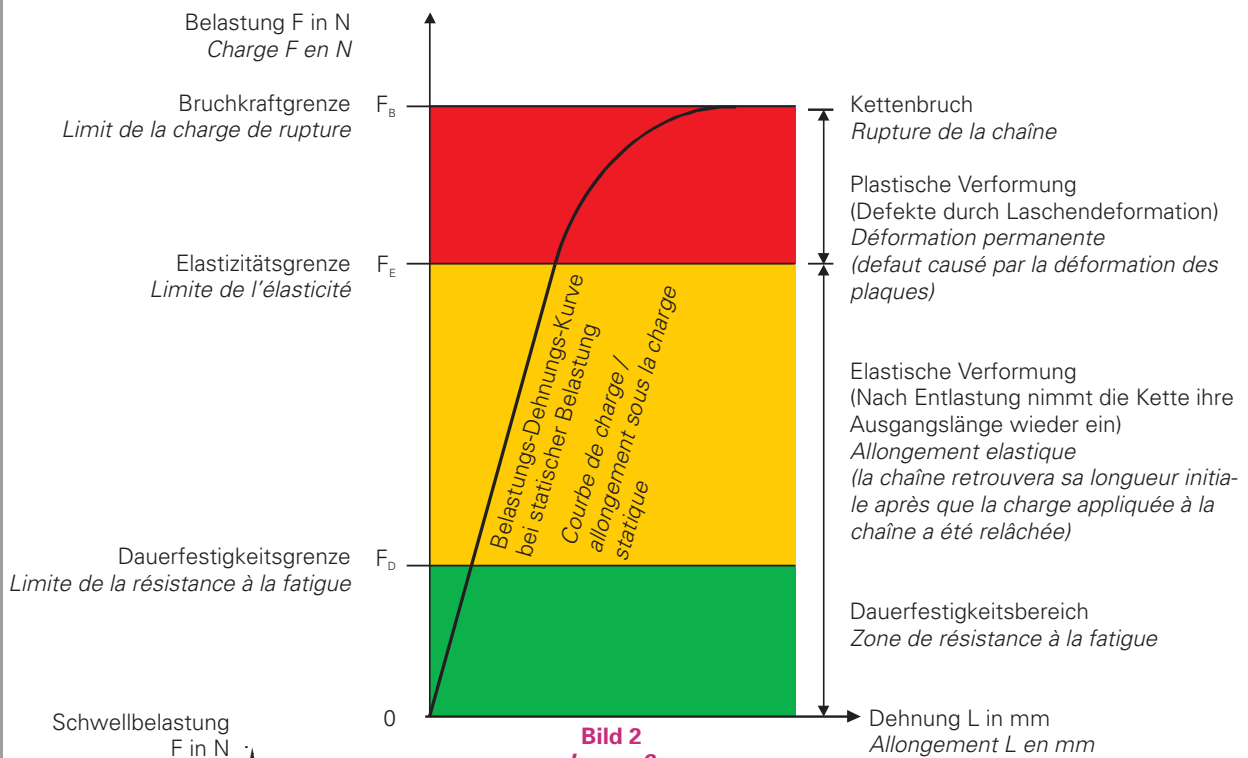 Belastung F in N
Charge F en N
Bruchkraftgrenze
Limit de la charge de rupture
F_B
Kettenbruch
Rupture de la chaîne
Plastische Verformung
(Defekte durch Laschendeformation)
Déformation permanente
(defaut causé par la déformation des
plaques)
Elastizitätsgrenze
Limite de l'élasticité
F_E
Belastungs-Dehnungs-Kurve
bei statischer Belastung
Courbe de charge /
allongement sous la charge
statique
Elastische Verformung
(Nach Entlastung nimmt die Kette ihre
Ausgangslänge wieder ein)
Allongement elastique
(la chaîne retrouvera sa longueur initia-
le après que la charge appliquée à la
chaîne a été relâchée)
Dauerfestigkeitsgrenze
Limite de la résistance à la fatigue
F_D
Dauerfestigkeitsbereich
Zone de résistance à la fatigue
0
Dehnung L in mm
Allongement L en mm
Bild 2
Schwellbelastung
F in N